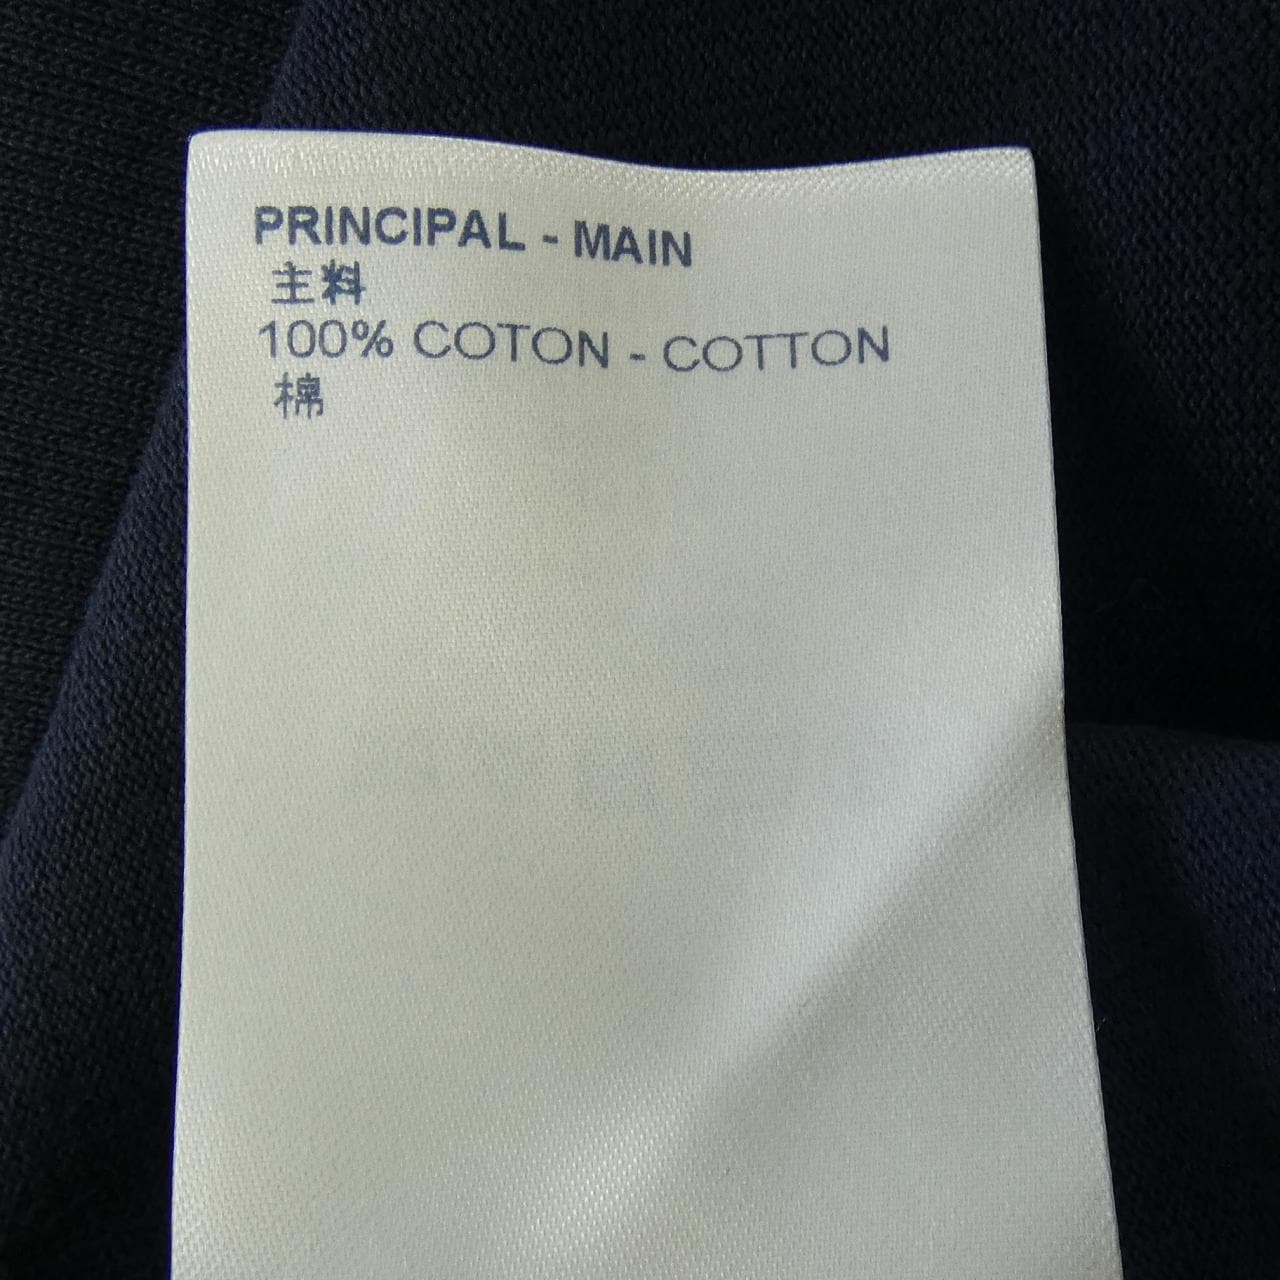 PRINCIPAL - MAIN
主料
100% COTON - COTTON
棉